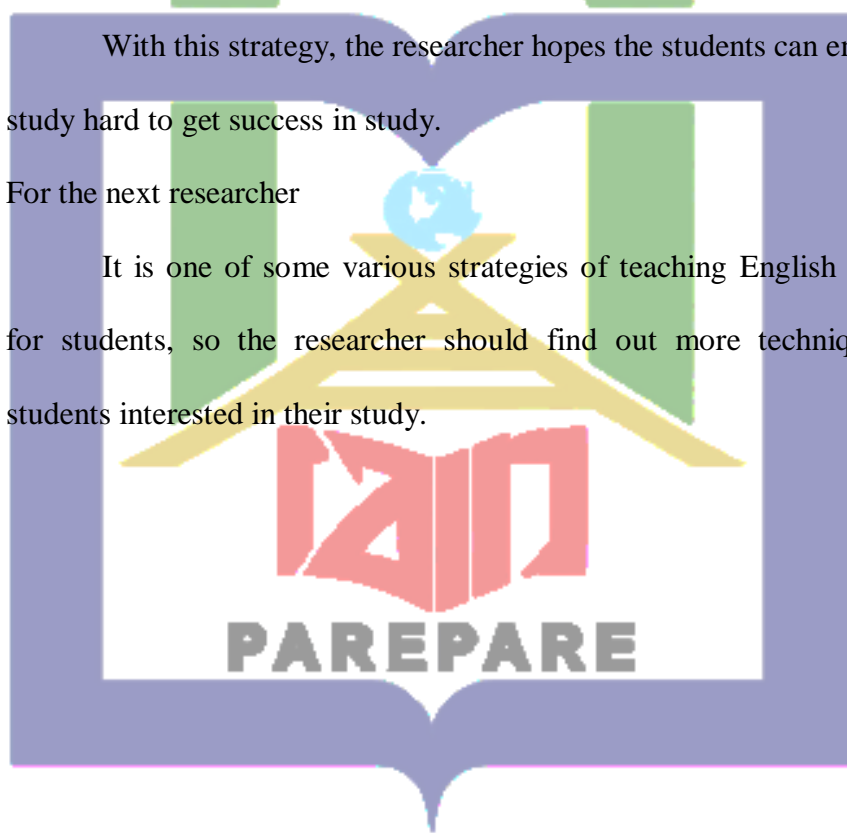 With this strategy, the researcher hopes the students can
study hard to get success in study.
For the next researcher
It is one of some various strategies of teaching English
for students, so the researcher should find out more
students interested in their study.
iain
PAREPARE